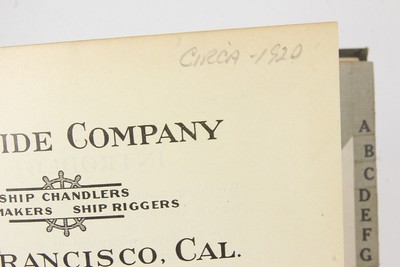 CIRCA - 1920
IDE COMPANY
SHIP CHANDLERS
MAKERS SHIP RIGGERS
RANCISCO, CAL.
A
B
C
D
E
F
G